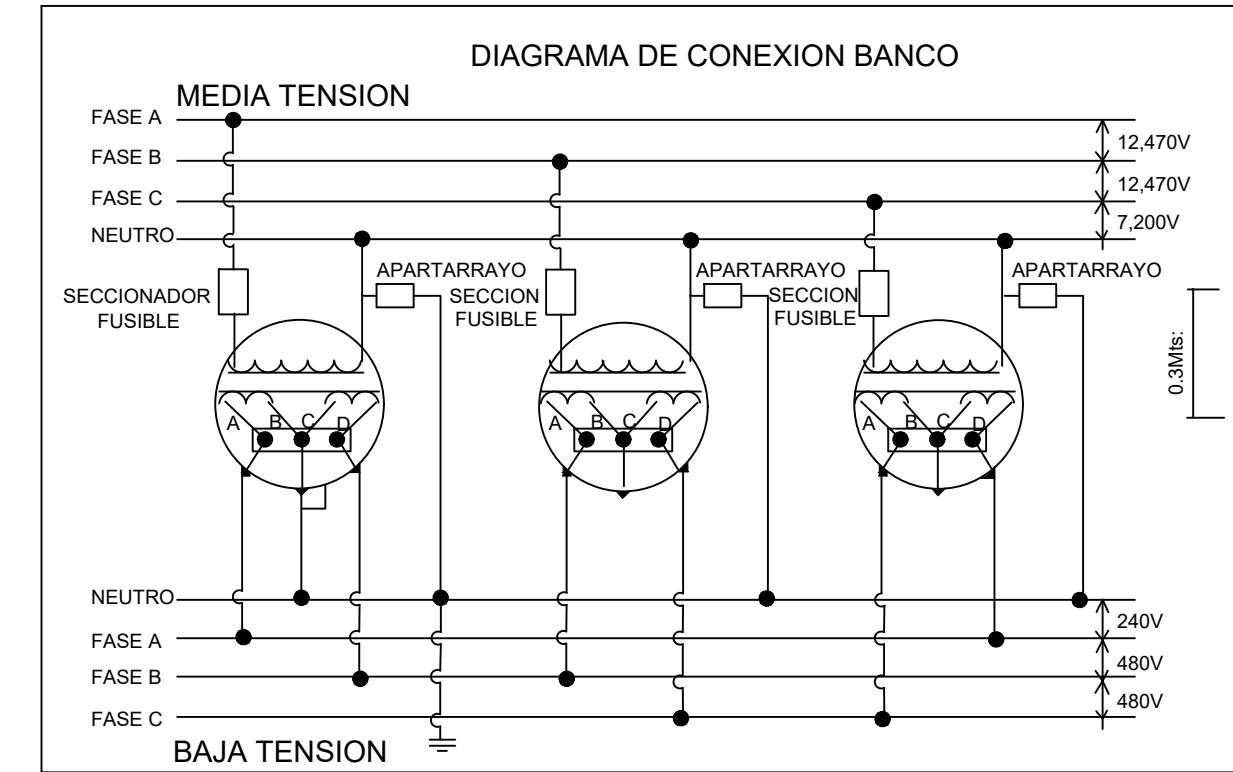 DIAGRAMA DE CONEXION BANCO
MEDIA TENSION
FASE A
12,470V
FASE B
12,470V
FASE C
7,200V
NEUTRO
APARTARRAYO
APARTARRAYO
APARTARRAYO
SECCIONADOR
FUSIBLE
SECCION
FUSIBLE
SECCION
FUSIBLE
0.3Mts:
A B C D
A B C D
A B C D
NEUTRO
240V
FASE A
480V
FASE B
480V
FASE C
BAJA TENSION